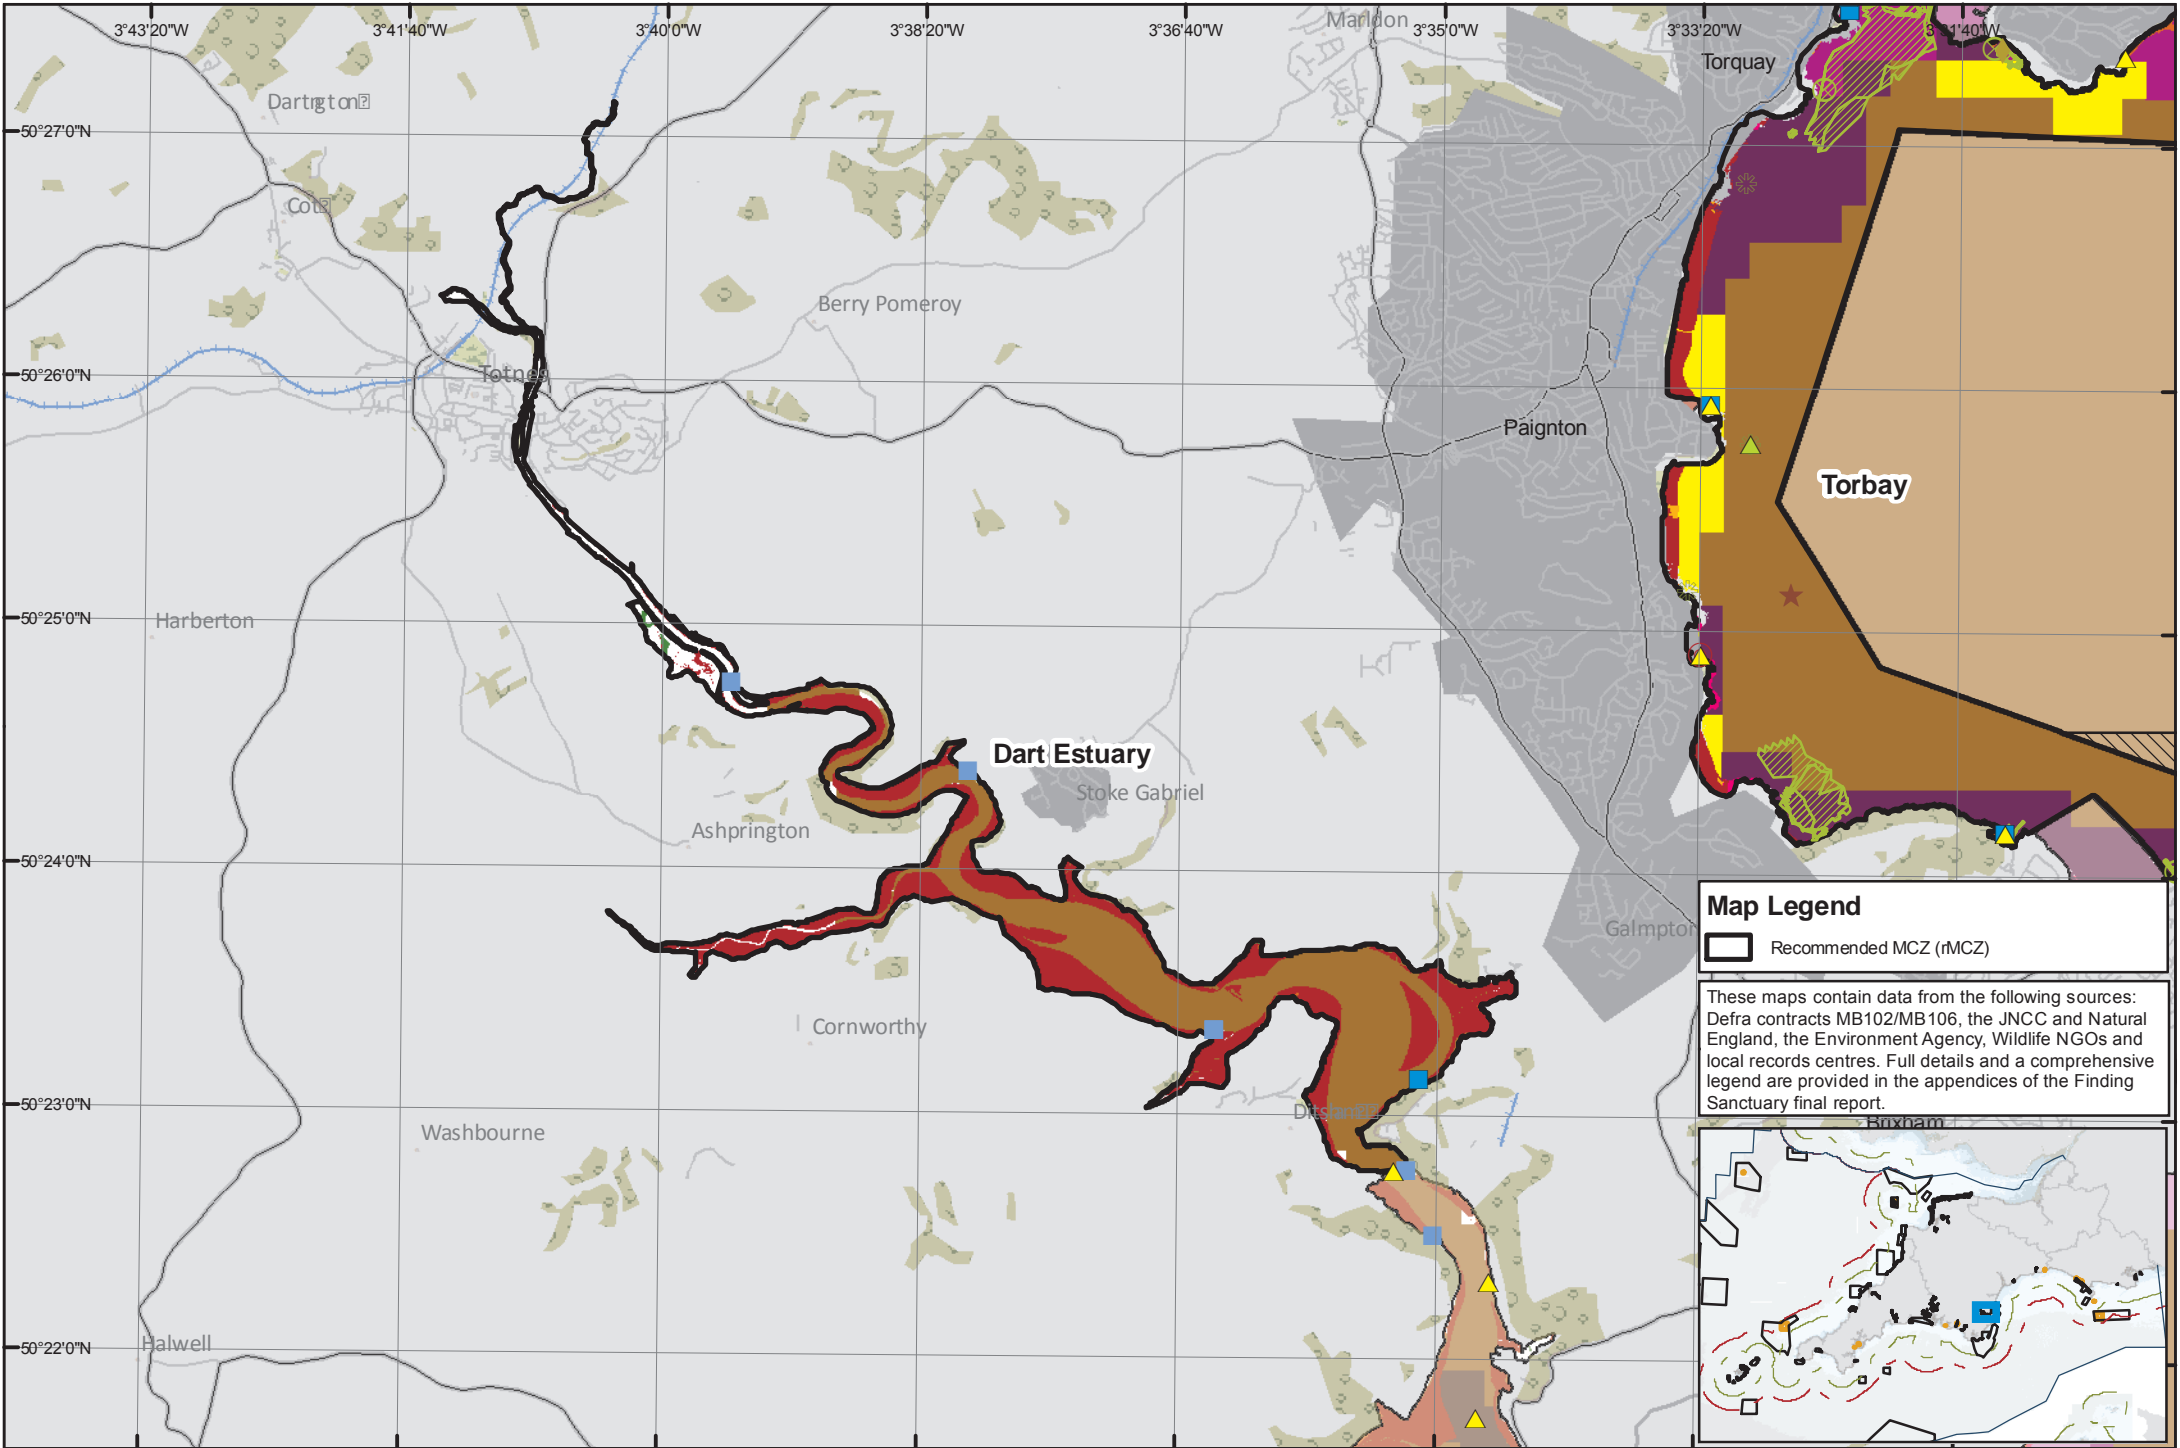 3°43'20"W
3°41'40"W
3°40'0"W
3°38'20"W
3°36'40"W
3°35'0"W
3°33'20"W
3°31'40"W
Marldon
Torquay
50°27'0"N
Berry Pomeroy
50°26'0"N
Totnes
Paignton
Torbay
50°25'0"N
Harberton
Dart Estuary
Stoke Gabriel
Ashprington
50°24'0"N
Galmpton
Cornworthy
50°23'0"N
Washbourne
Brixham
50°22'0"N
Halwell
Map Legend
Recommended MCZ (rMCZ)
These maps contain data from the following sources:
Defra contracts MB102/MB106, the JNCC and Natural
England, the Environment Agency, Wildlife NGOs and
local records centres. Full details and a comprehensive
legend are provided in the appendices of the Finding
Sanctuary final report.